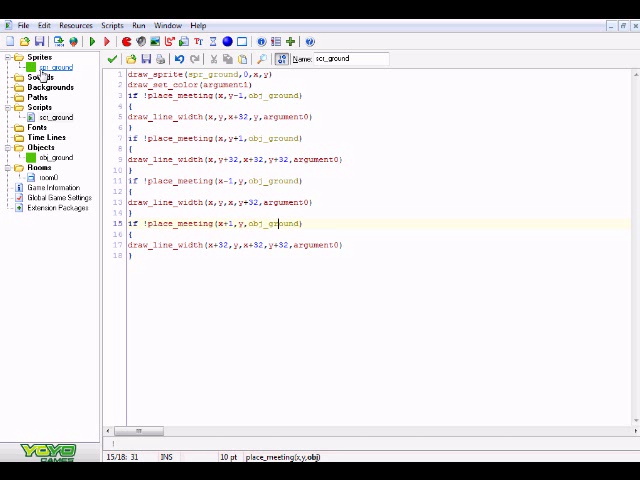 File Edit Resources Scripts Run Window Help
Name: scr_ground
Sprites
spr_ground
Backgrounds
Paths
Scripts
scr_ground
Fonts
Time Lines
Objects
obj_ground
Rooms
room0
Game Information
Global Game Settings
Extension Packages
1 draw_sprite(spr_ground,0,x,y)
2 draw_set_color(argument1)
3 if !place_meeting(x,y-1,obj_ground)
4 {
5 draw_line_width(x,y,x+32,y,argument0)
6 }
7 if !place_meeting(x,y+1,obj_ground)
8 {
9 draw_line_width(x,y+32,x+32,y+32,argument0)
10 }
11 if !place_meeting(x-1,y,obj_ground)
12 {
13 draw_line_width(x,y,x,y+32,argument0)
14 }
15 if !place_meeting(x+1,y,obj_ground)
16 {
17 draw_line_width(x+32,y,x+32,y+32,argument0)
18 }
1
YOYO GAMES
15/18: 31 INS 10 pt place_meeting(x,y,obj)